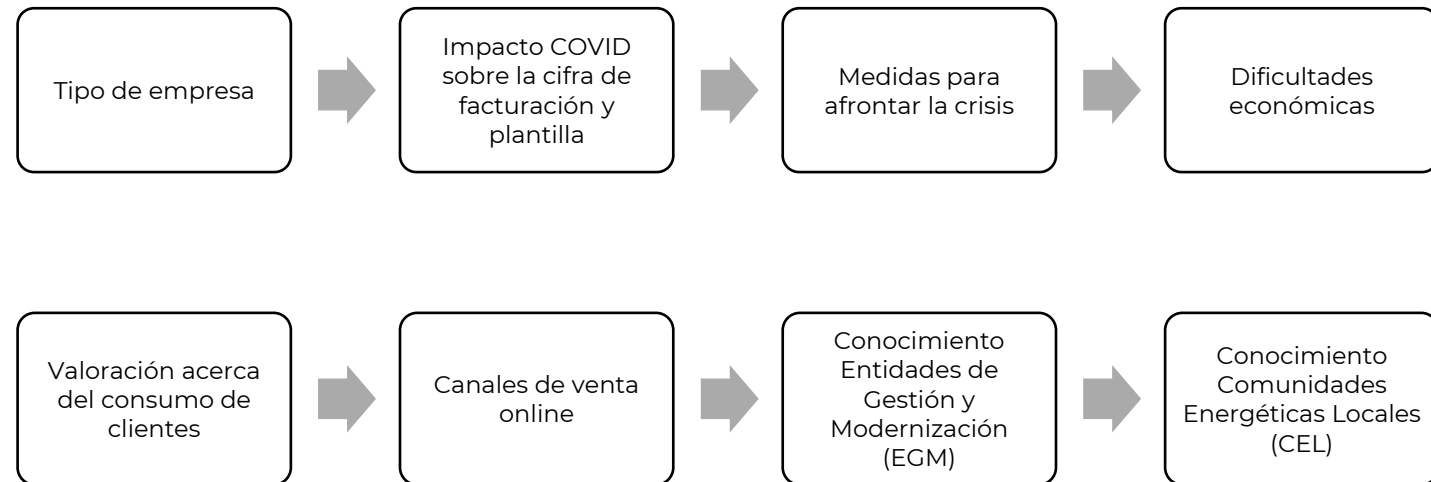 Tipo de empresa
Impacto COVID
sobre la cifra de
facturación y
plantilla
Medidas para
afrontar la crisis
Dificultades
económicas
Valoración acerca
del consumo de
clientes
Canales de venta
online
Conocimiento
Entidades de
Gestión y
Modernización
(EGM)
Conocimiento
Comunidades
Energéticas Locales
(CEL)